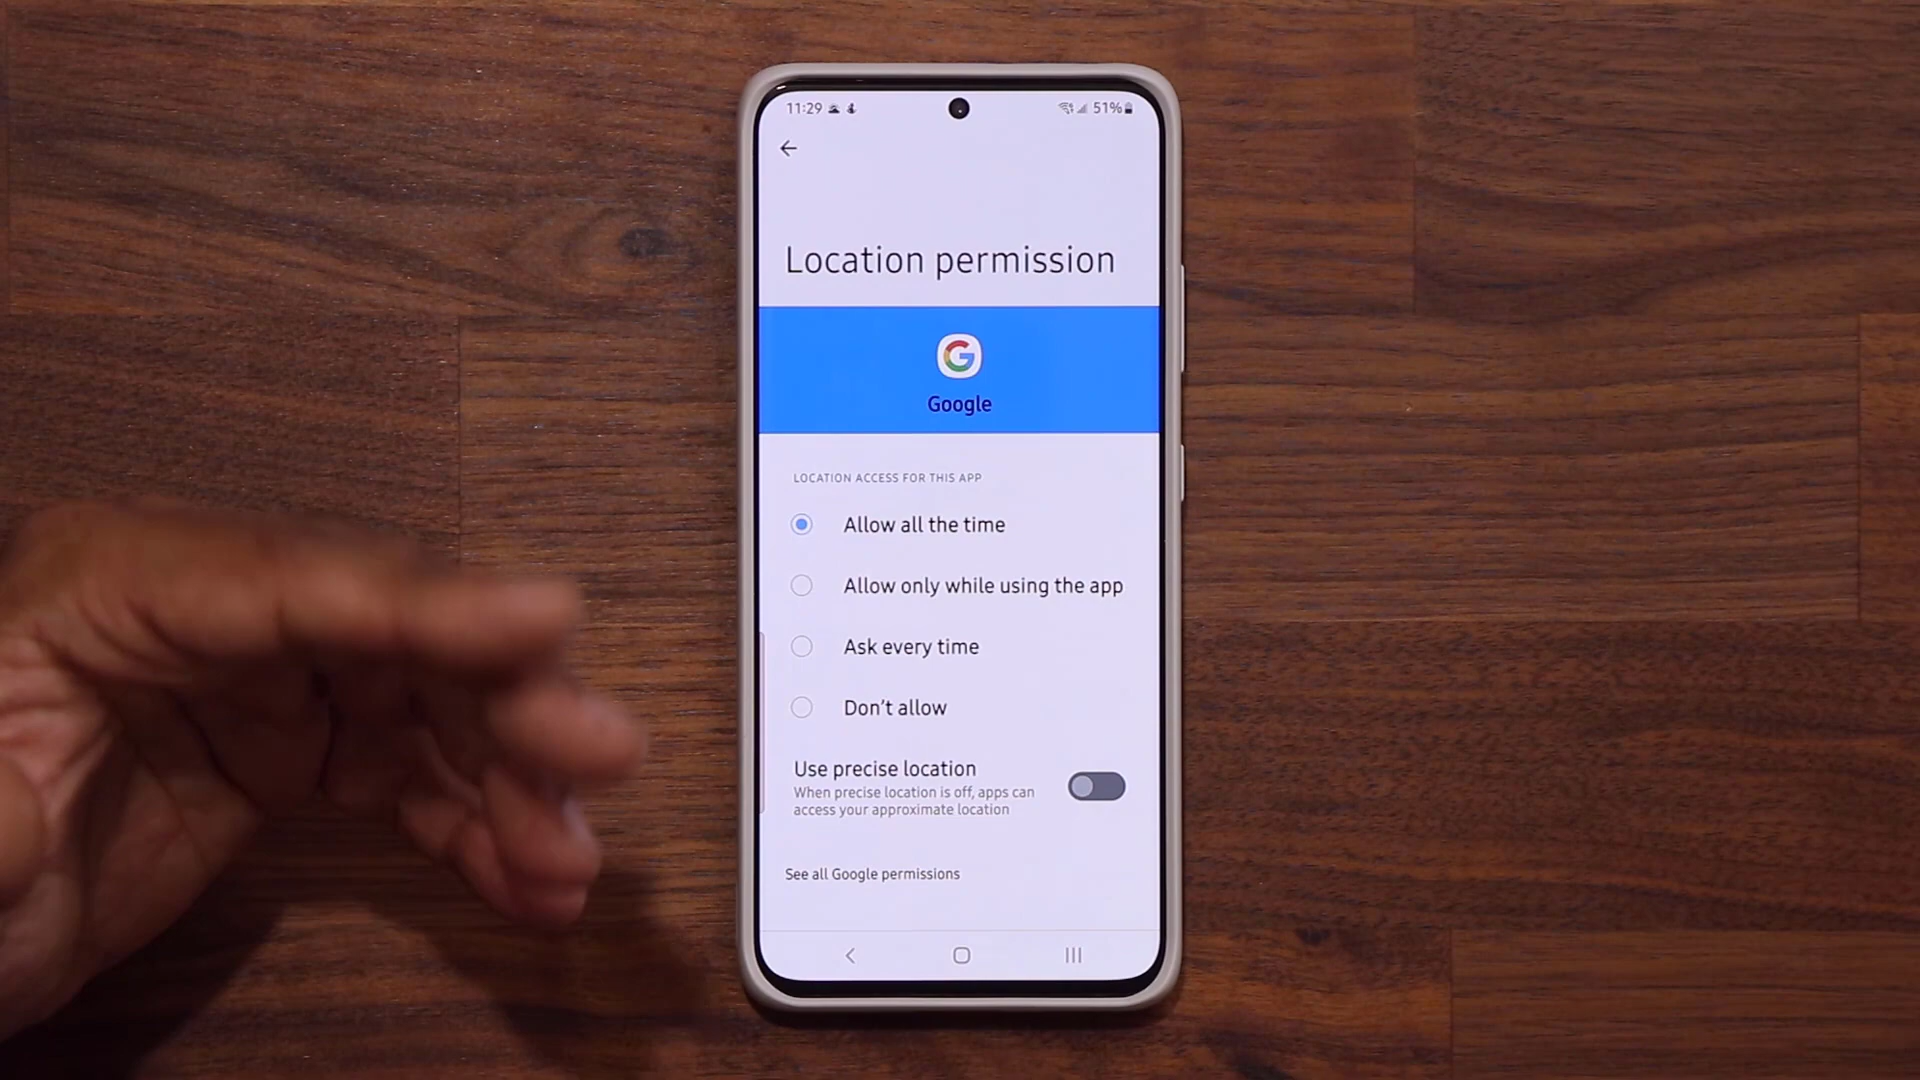 11:29 51%
Location permission
Google
LOCATION ACCESS FOR THIS APP
Allow all the time
Allow only while using the app
Ask every time
Don't allow
Use precise location
When precise location is off, apps can
access your approximate location
See all Google permissions